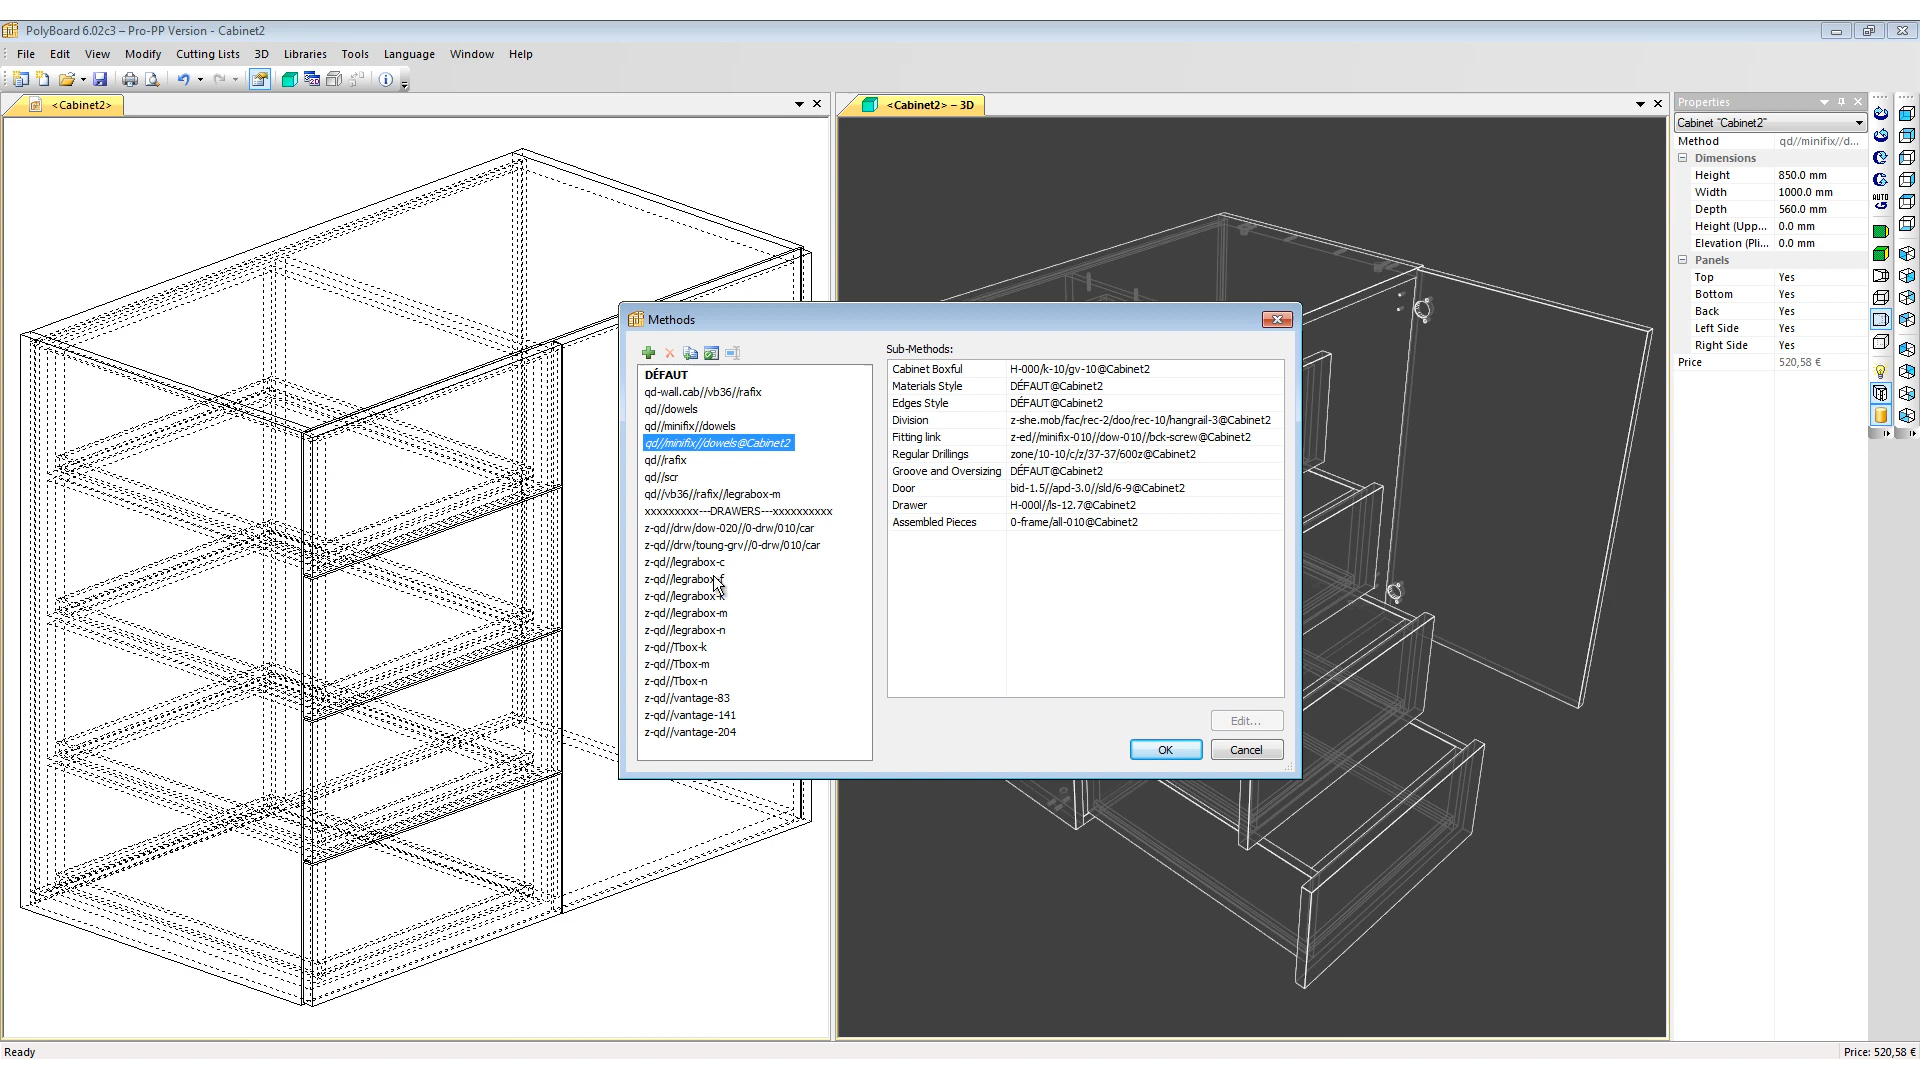 PolyBoard 6.02c3 – Pro-PP Version - Cabinet2
File Edit View Modify Cutting Lists 3D Libraries Tools Language Window Help
<Cabinet2>
<Cabinet2> – 3D
Properties
Cabinet "Cabinet2"
Method qd//minifix//d...
Dimensions
Height 850.0 mm
Width 1000.0 mm
Depth 560.0 mm
Height (Upp... 0.0 mm
Elevation (Pli... 0.0 mm
Panels
Top Yes
Bottom Yes
Back Yes
Left Side Yes
Right Side Yes
Price 520,58 €
AUTO
Methods
DÉFAUT
qd-wall.cab//vb36//rafix
qd//dowels
qd//minifix//dowels
qd//minifix//dowels@Cabinet2
qd//rafix
qd//scr
qd//vb36//rafix//legrabox-m
xxxxxxxxx---DRAWERS---xxxxxxxxxx
z-qd//drw/dow-020//0-drw/010/car
z-qd//drw/toung-grv//0-drw/010/car
z-qd//legrabox-c
z-qd//legrabox-f
z-qd//legrabox-k
z-qd//legrabox-m
z-qd//legrabox-n
z-qd//Tbox-k
z-qd//Tbox-m
z-qd//Tbox-n
z-qd//vantage-83
z-qd//vantage-141
z-qd//vantage-204
Sub-Methods:
Cabinet Boxful H-000/k-10/gv-10@Cabinet2
Materials Style DÉFAUT@Cabinet2
Edges Style DÉFAUT@Cabinet2
Division z-she.mob/fac/rec-2/doo/rec-10/hangrail-3@Cabinet2
Fitting link z-ed//minifix-010//dow-010//bck-screw@Cabinet2
Regular Drillings zone/10-10/c/z/37-37/600z@Cabinet2
Groove and Oversizing DÉFAUT@Cabinet2
Door bid-1.5//apd-3.0//sld/6-9@Cabinet2
Drawer H-000l//ls-12.7@Cabinet2
Assembled Pieces 0-frame/all-010@Cabinet2
Edit...
OK Cancel
Ready
Price: 520,58 €